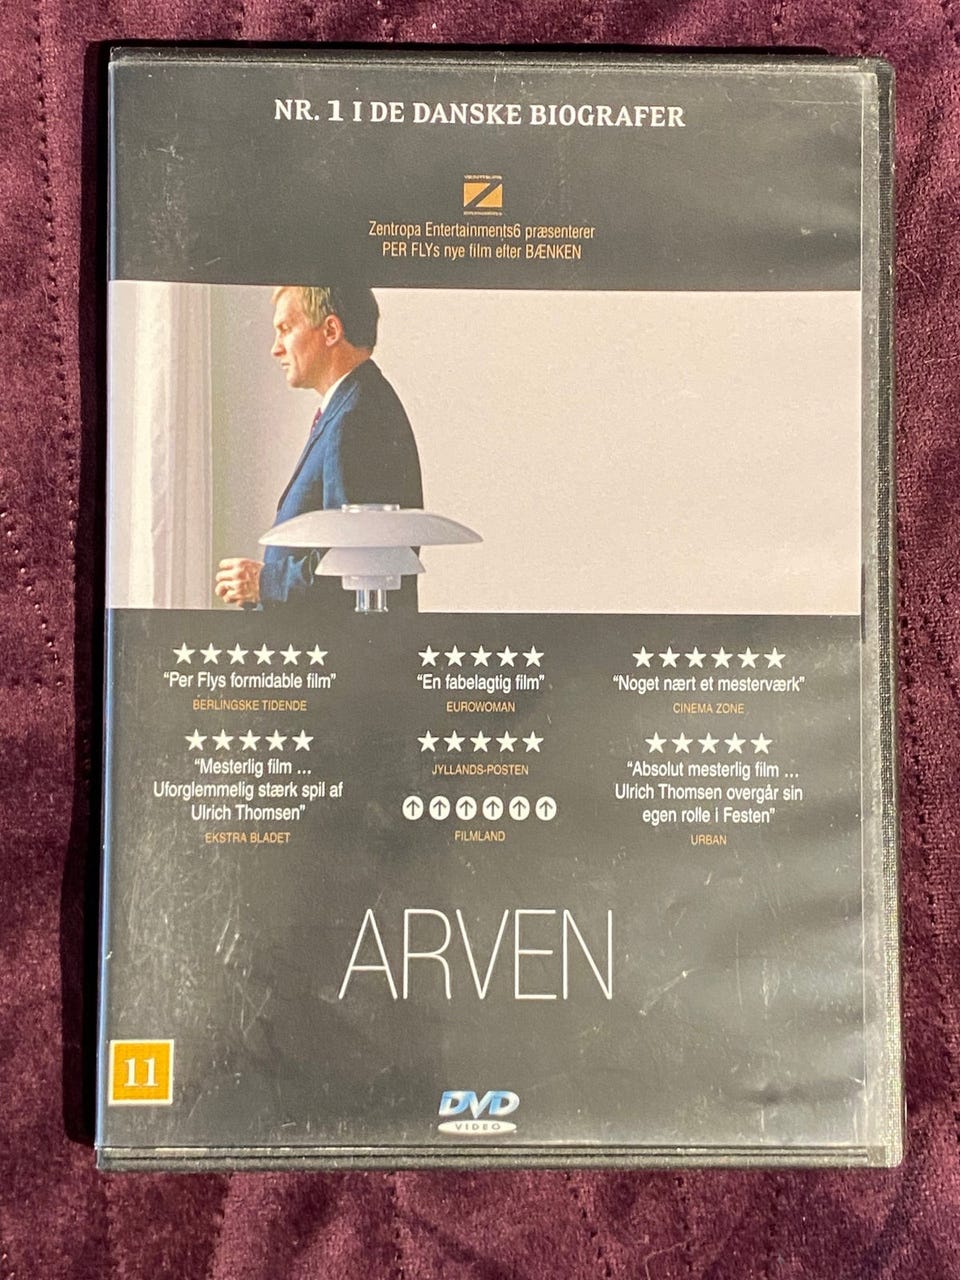 NR. 1 I DE DANSKE BIOGRAFER
Zentropa Entertainments6 præsenterer
PER FLYs nye film efter BÆNKEN
★★★★★★
"Per Flys formidable film"
BERLINGSKE TIDENDE
★★★★★
"En fabelagtig film"
EUROWOMAN
★★★★★★
"Noget nært et mesterværk"
CINEMA ZONE
★★★★★
"Mesterlig film ...
Uforglemmelig stærk spil af
Ulrich Thomsen"
EKSTRA BLADET
★★★★★
JYLLANDS-POSTEN
FILMLAND
★★★★★
"Absolut mesterlig film ...
Ulrich Thomsen overgår sin
egen rolle i Festen"
URBAN
ARVEN
11
DVD
VIDEO